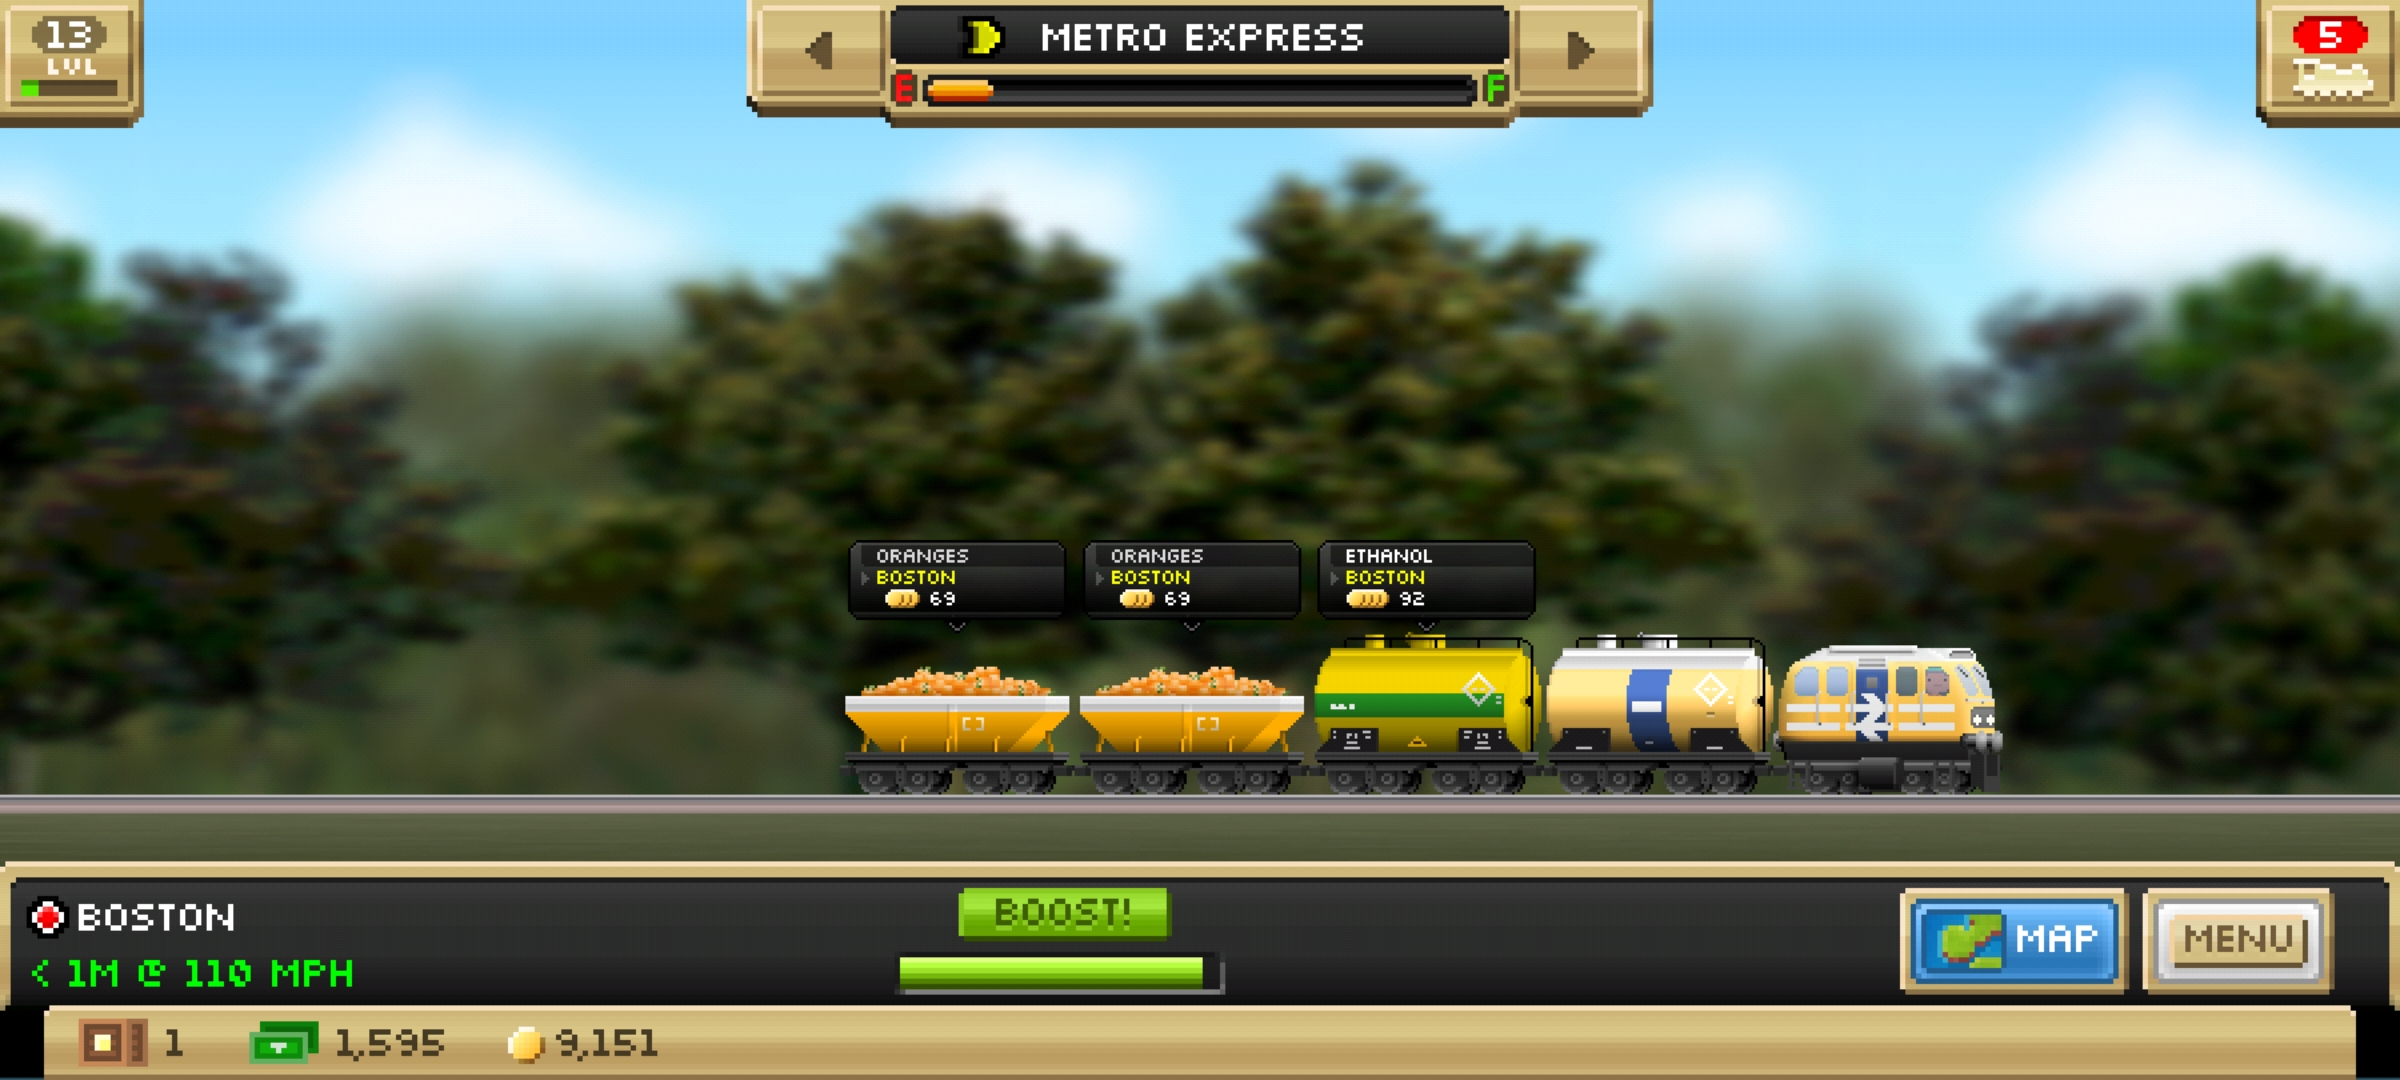 13
LVL
METRO EXPRESS
E F
5
ORANGES
BOSTON
69
ORANGES
BOSTON
69
ETHANOL
BOSTON
92
BOSTON
< 1M @ 110 MPH
BOOST!
MAP
MENU
1
1,595
9,151